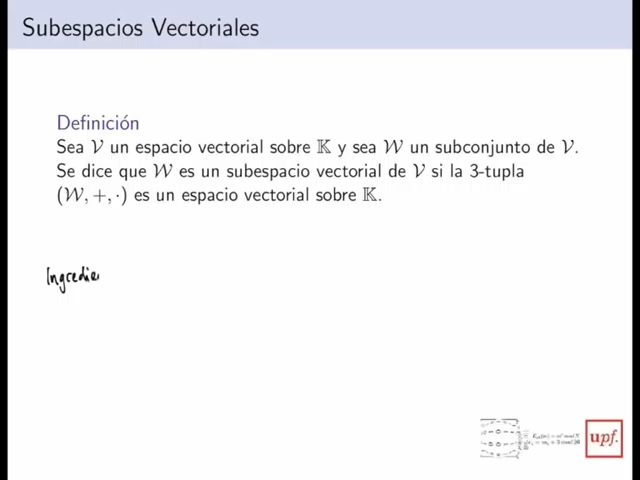 Subespacios Vectoriales
Definición
Sea 𝒱 un espacio vectorial sobre 𝕂 y sea 𝒲 un subconjunto de 𝒱.
Se dice que 𝒲 es un subespacio vectorial de 𝒱 si la 3-tupla
(𝒲, +, ·) es un espacio vectorial sobre 𝕂.
Ingredie
upf.